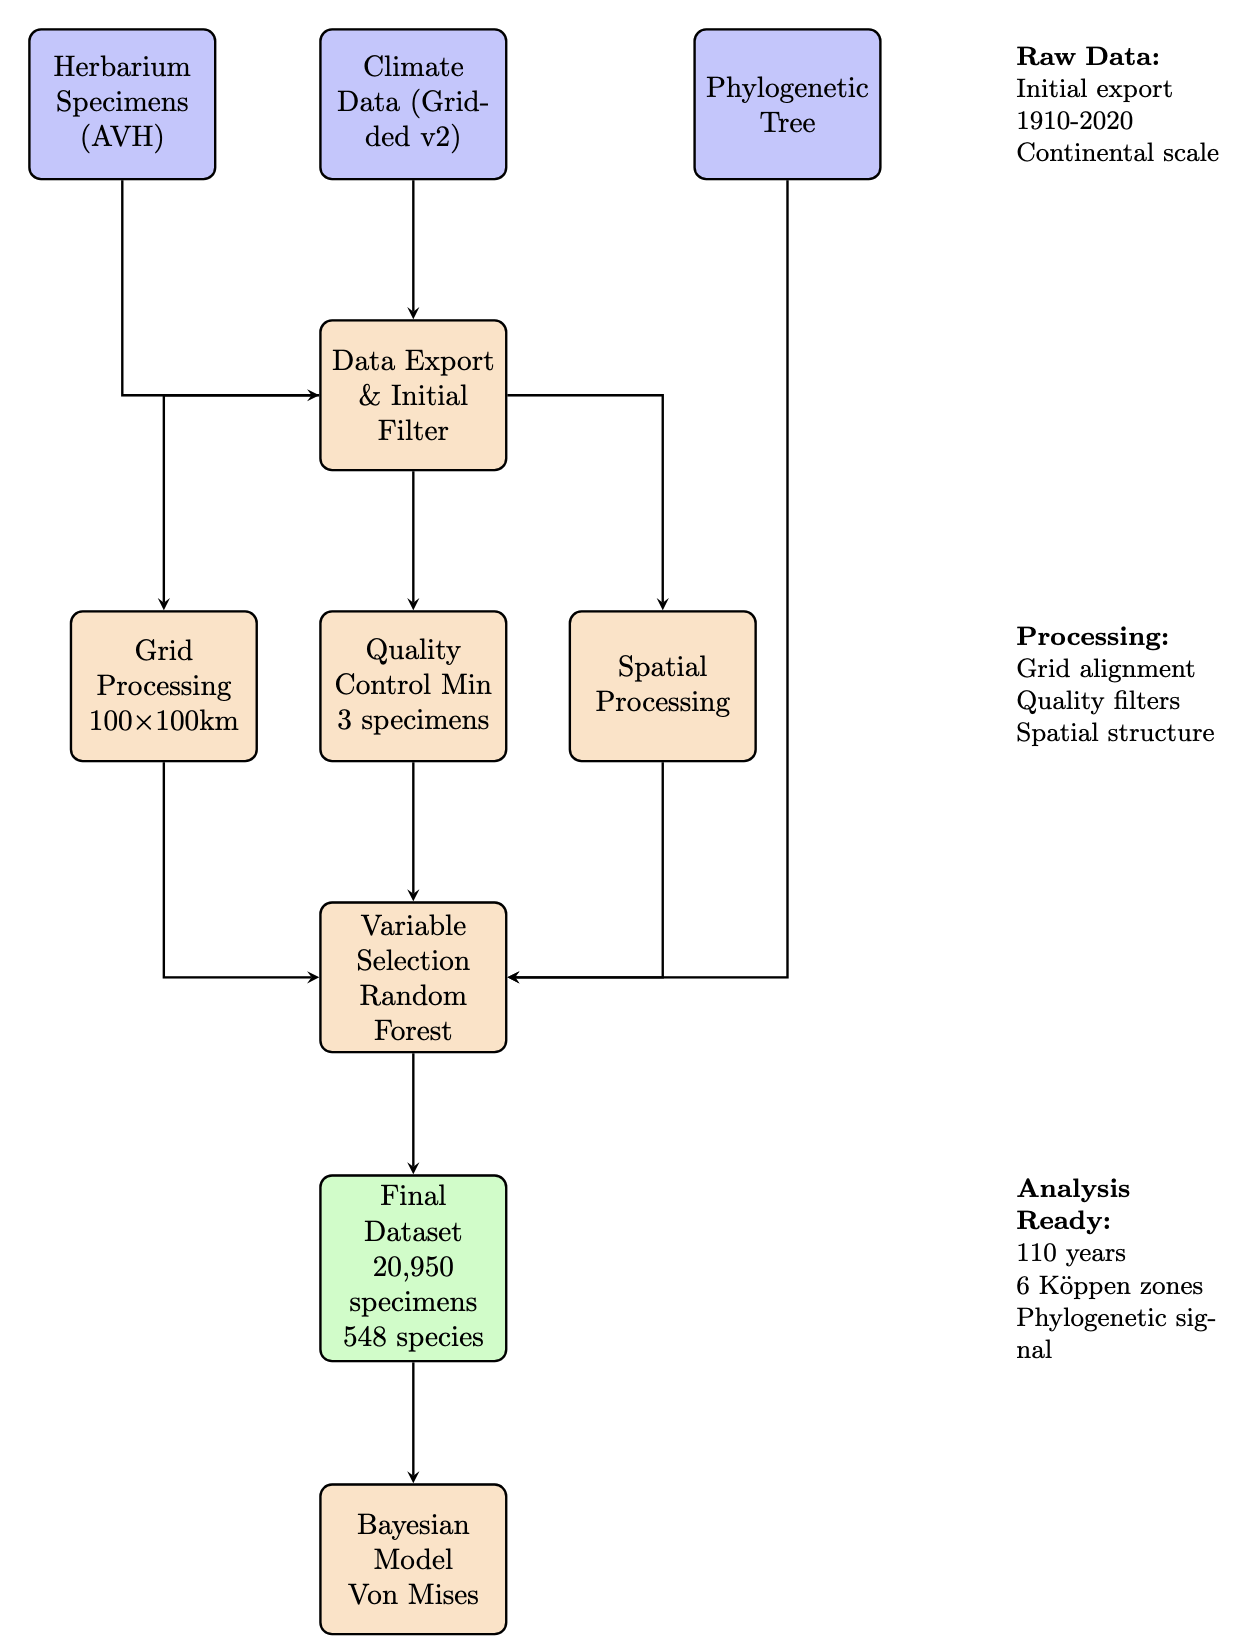 Herbarium
Specimens
(AVH)
Climate
Data (Grid-
ded v2)
Phylogenetic
Tree
Raw Data:
Initial export
1910-2020
Continental scale
Data Export
& Initial
Filter
Grid
Processing
100×100km
Quality
Control Min
3 specimens
Spatial
Processing
Processing:
Grid alignment
Quality filters
Spatial structure
Variable
Selection
Random
Forest
Final
Dataset
20,950
specimens
548 species
Analysis
Ready:
110 years
6 Köppen zones
Phylogenetic sig-
nal
Bayesian
Model
Von Mises